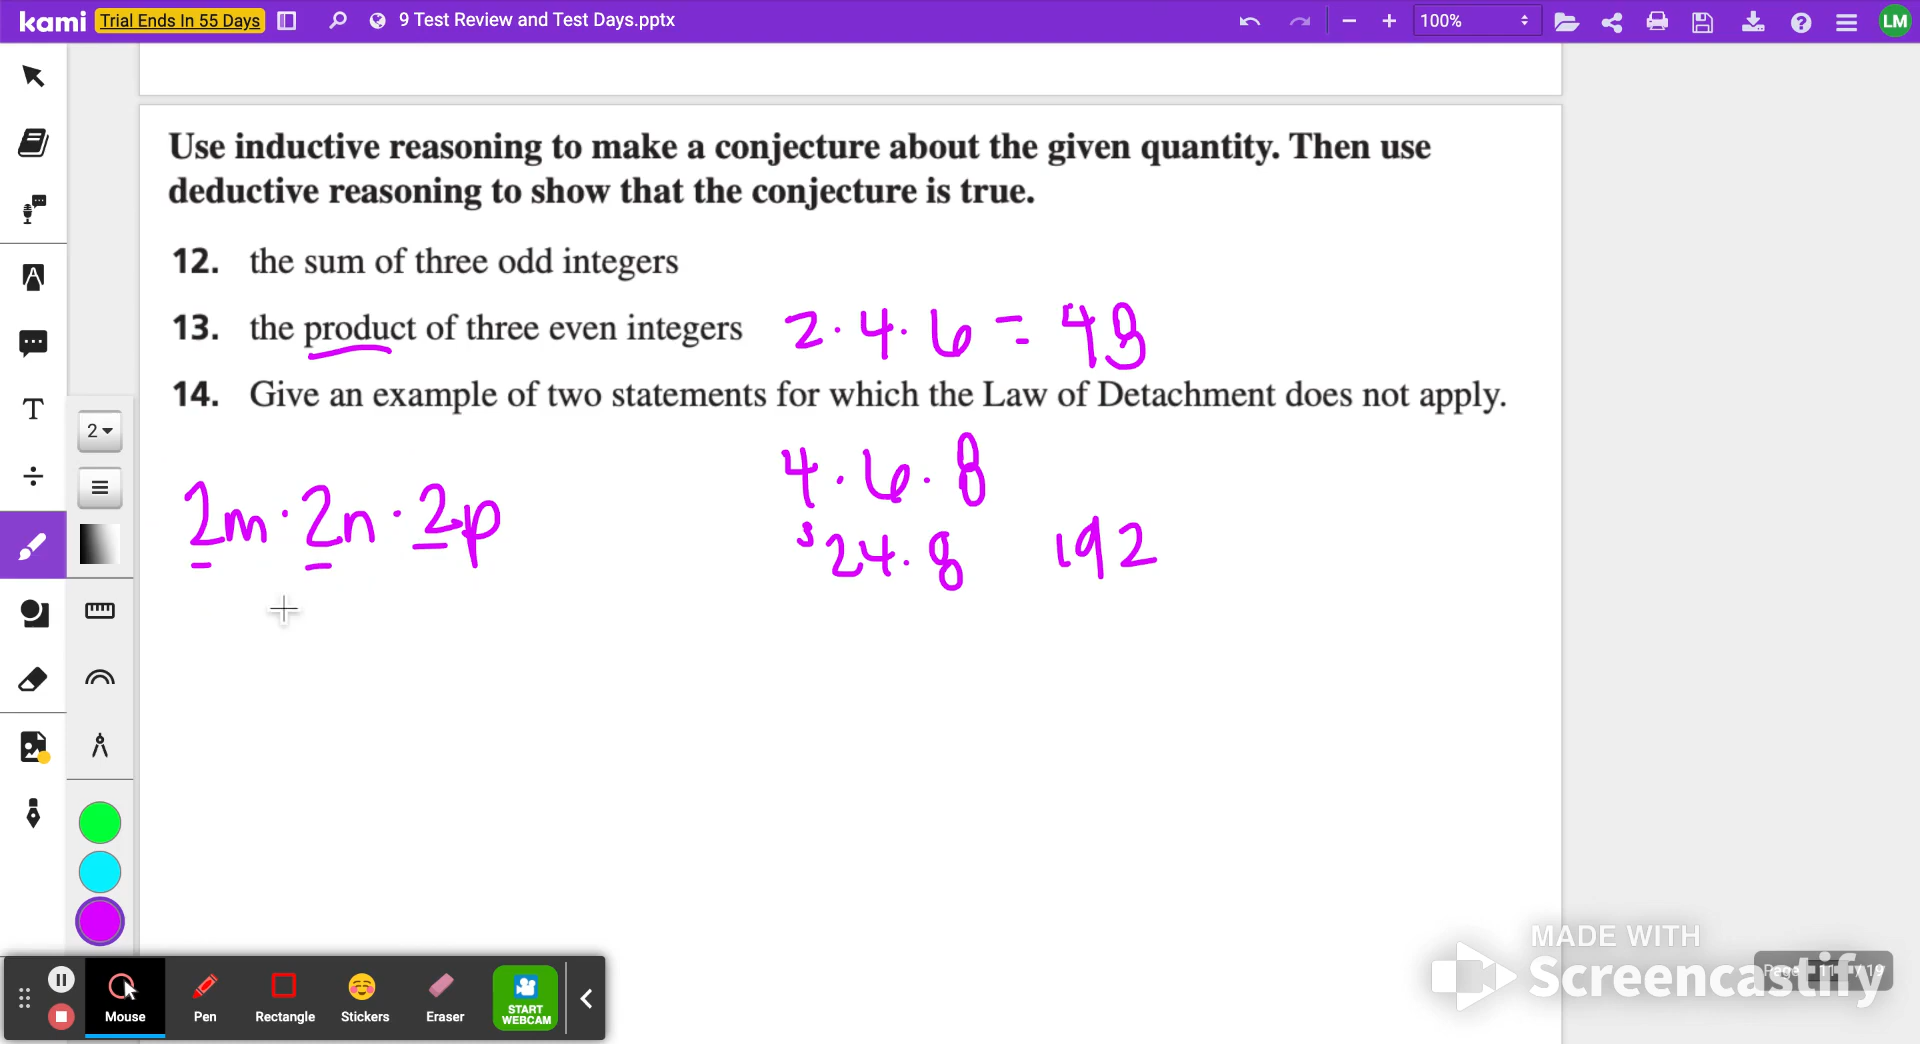 kami Trial Ends In 55 Days 9 Test Review and Test Days.pptx 100% LM
Use inductive reasoning to make a conjecture about the given quantity. Then use
deductive reasoning to show that the conjecture is true.
12. the sum of three odd integers
13. the product of three even integers 2·4·6 = 48
14. Give an example of two statements for which the Law of Detachment does not apply.
4·6·8
2m·2n·2p
³24·8 192
2
MADE WITH
Screencastify
Page 11 / 19
Mouse Pen Rectangle Stickers Eraser START WEBCAM